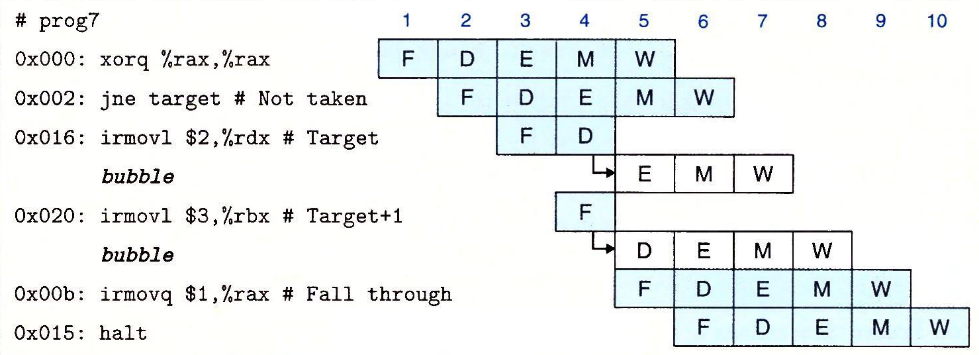 # prog7 1 2 3 4 5 6 7 8 9 10
0x000: xorq %rax,%rax F D E M W
0x002: jne target # Not taken F D E M W
0x016: irmovl $2,%rdx # Target F D
bubble E M W
0x020: irmovl $3,%rbx # Target+1 F
bubble D E M W
0x00b: irmovq $1,%rax # Fall through F D E M W
0x015: halt F D E M W